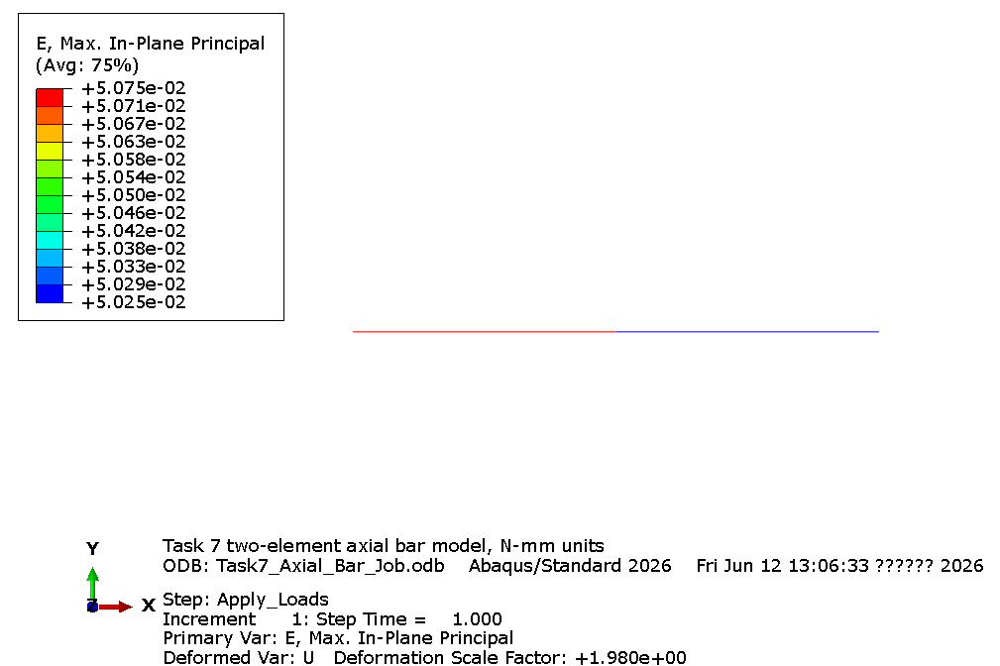 E, Max. In-Plane Principal
(Avg: 75%)
+5.075e-02
+5.071e-02
+5.067e-02
+5.063e-02
+5.058e-02
+5.054e-02
+5.050e-02
+5.046e-02
+5.042e-02
+5.038e-02
+5.033e-02
+5.029e-02
+5.025e-02
Y
Z
X
Task 7 two-element axial bar model, N-mm units
ODB: Task7_Axial_Bar_Job.odb Abaqus/Standard 2026 Fri Jun 12 13:06:33 ?????? 2026
Step: Apply_Loads
Increment 1: Step Time = 1.000
Primary Var: E, Max. In-Plane Principal
Deformed Var: U Deformation Scale Factor: +1.980e+00